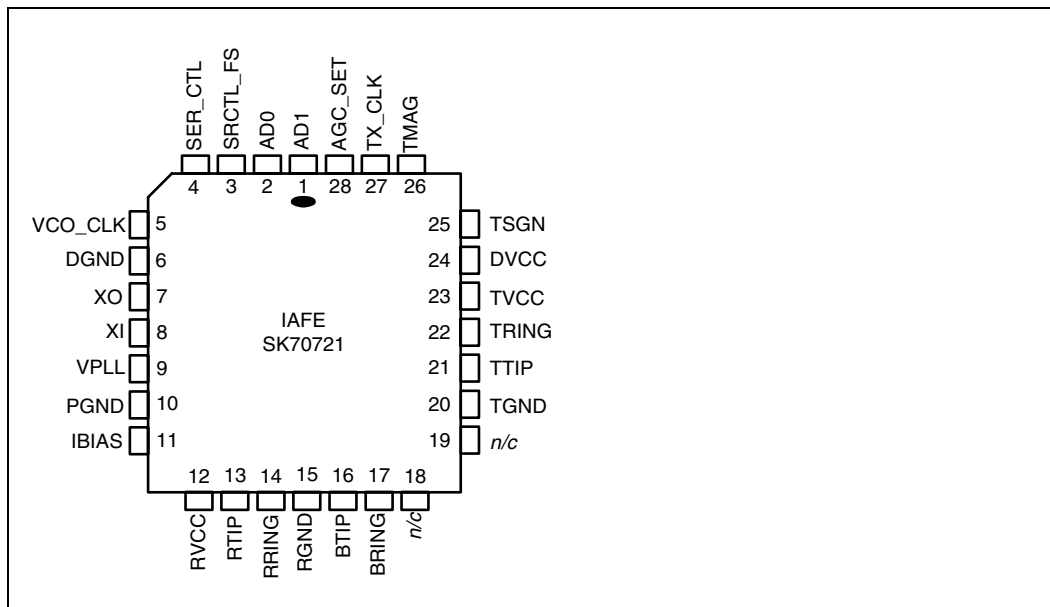 SER_CTL
SRCTL_FS
AD0
AD1
AGC_SET
TX_CLK
TMAG
4 3 2 1 28 27 26
VCO_CLK 5
DGND 6
XO 7
XI 8
VPLL 9
PGND 10
IBIAS 11
IAFE
SK70721
25 TSGN
24 DVCC
23 TVCC
22 TRING
21 TTIP
20 TGND
19 n/c
12 13 14 15 16 17 18
RVCC
RTIP
RRING
RGND
BTIP
BRING
n/c